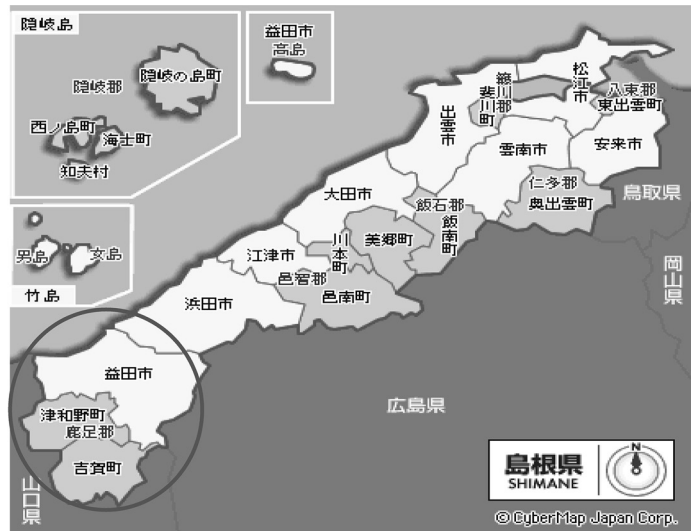 隠岐島
隠岐郡
隠岐の島町
西ノ島町
海士町
知夫村
益田市
高島
竹島
男島
女島
松江市
八束郡
東出雲町
簸川郡
斐川町
出雲市
雲南市
安来市
仁多郡
奥出雲町
飯石郡
飯南町
大田市
美郷町
川本町
邑智郡
邑南町
江津市
浜田市
益田市
津和野町
鹿足郡
吉賀町
鳥取県
岡山県
広島県
山口県
島根県
SHIMANE
N
© CyberMap Japan Corp.